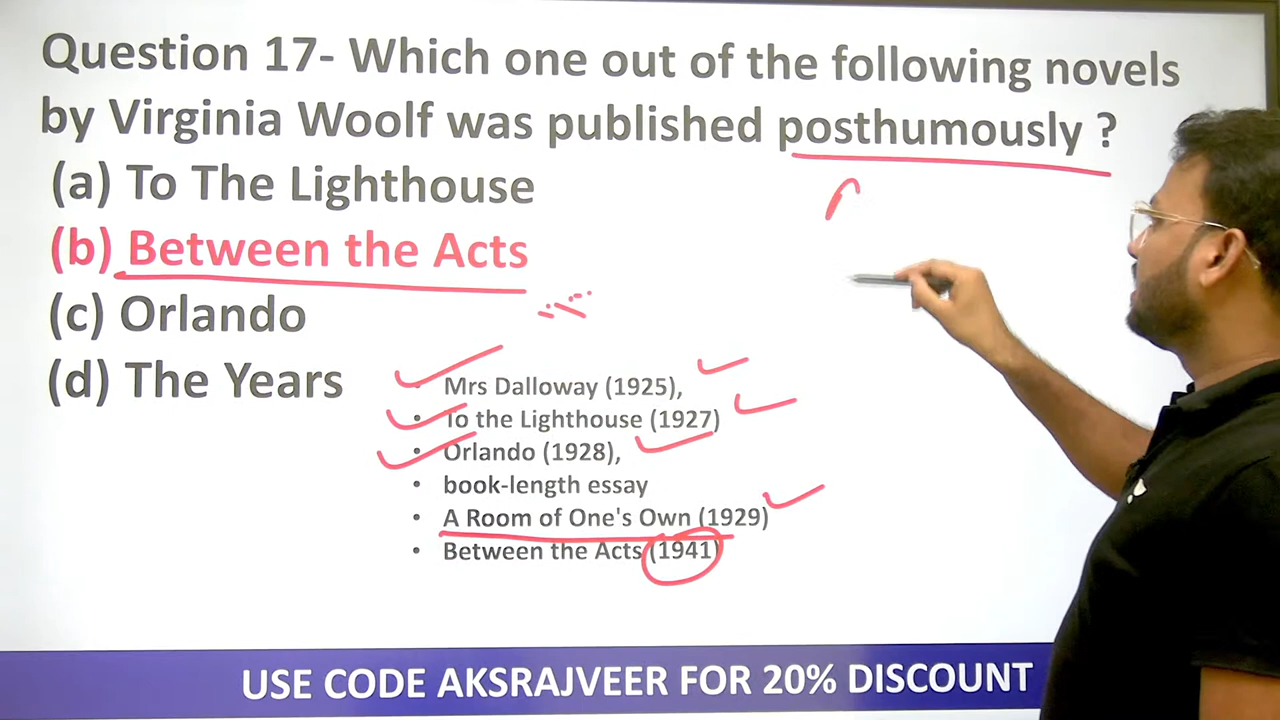 Question 17- Which one out of the following novels
by Virginia Woolf was published posthumously ?
(a) To The Lighthouse
(b) Between the Acts
(c) Orlando
(d) The Years
• Mrs Dalloway (1925),
• To the Lighthouse (1927)
• Orlando (1928),
• book-length essay
• A Room of One's Own (1929)
• Between the Acts (1941)
USE CODE AKSRAJVEER FOR 20% DISCOUNT